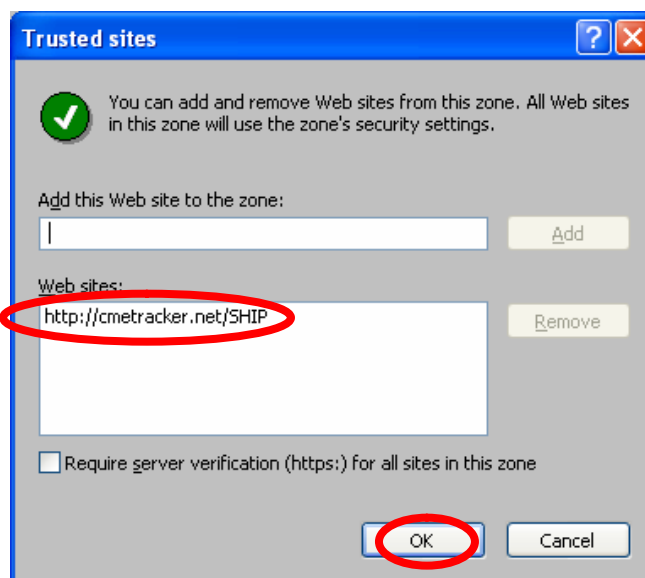 Trusted sites
You can add and remove Web sites from this zone. All Web sites
in this zone will use the zone's security settings.
Add this Web site to the zone:
Add
Web sites:
http://cmetracker.net/SHIP
Remove
Require server verification (https:) for all sites in this zone
OK
Cancel